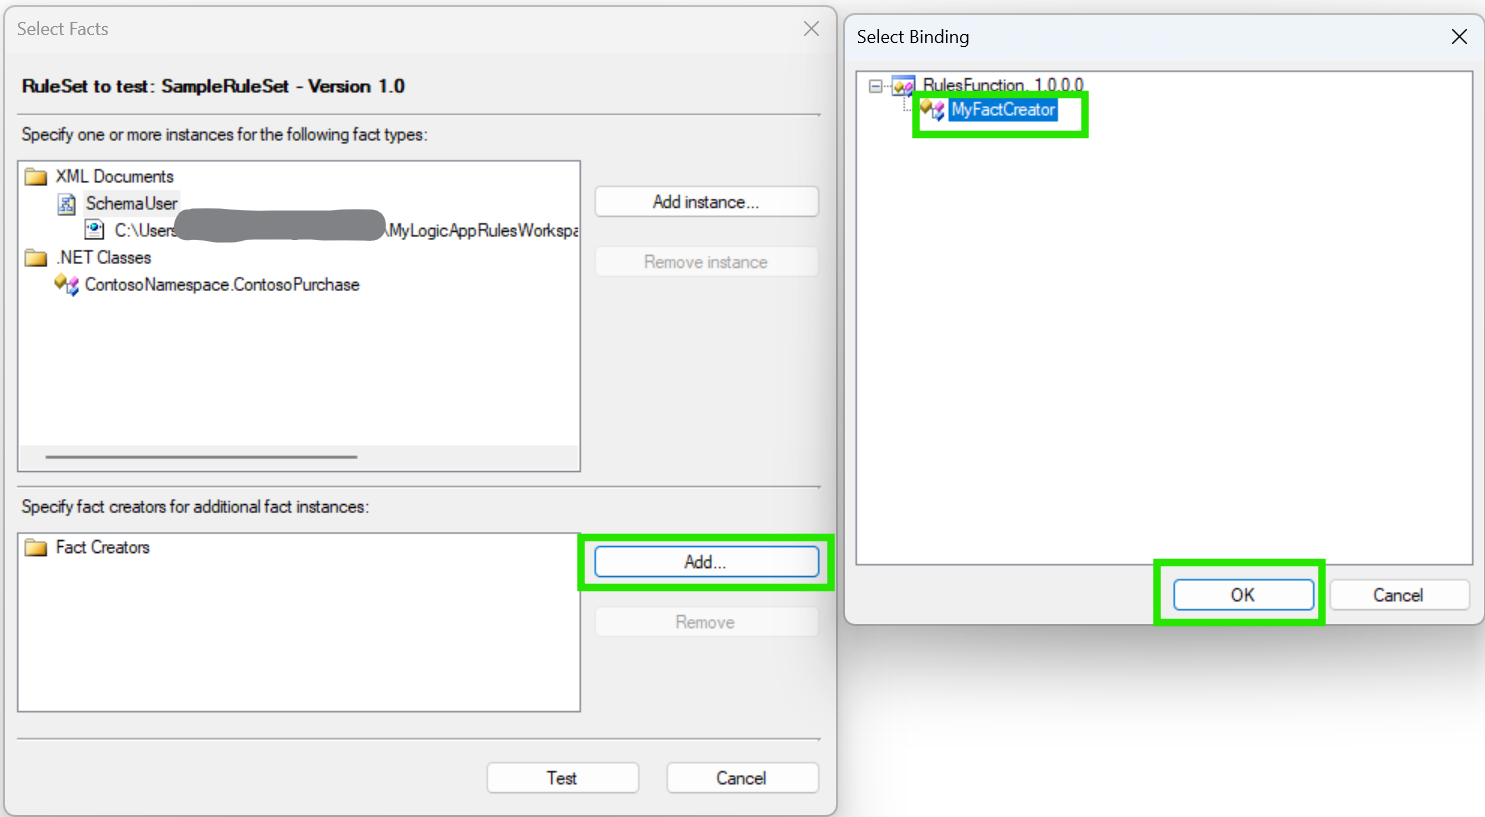 Select Facts
RuleSet to test: SampleRuleSet - Version 1.0
Specify one or more instances for the following fact types:
XML Documents
SchemaUser
C:\Users \MyLogicAppRulesWorkspa
.NET Classes
ContosoNamespace.ContosoPurchase
Add instance...
Remove instance
Specify fact creators for additional fact instances:
Fact Creators
Add...
Remove
Test
Cancel
Select Binding
RulesFunction, 1.0.0.0
MyFactCreator
OK
Cancel